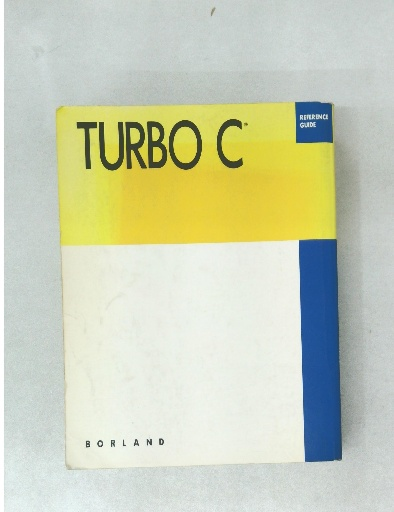 REFERENCE
GUIDE
TURBO C
BORLAND